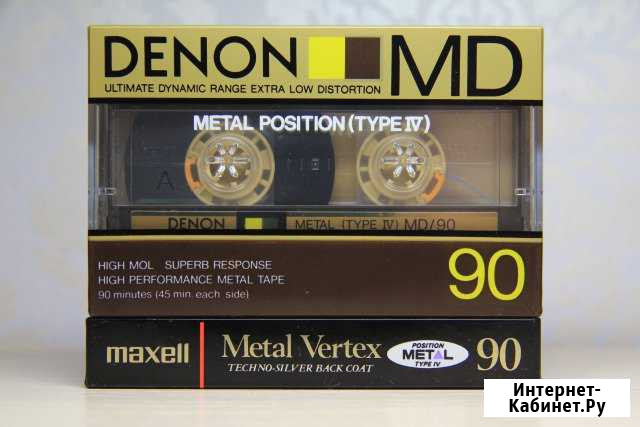 DENON MD
ULTIMATE DYNAMIC RANGE EXTRA LOW DISTORTION
METAL POSITION (TYPE IV)
A
DENON METAL (TYPE IV) MD/90
HIGH MOL SUPERB RESPONSE
HIGH PERFORMANCE METAL TAPE
90 minutes (45 min. each side)
90
maxell Metal Vertex
TECHNO-SILVER BACK COAT
POSITION
METAL
TYPE IV
90
Интернет-
Кабинет.Ру